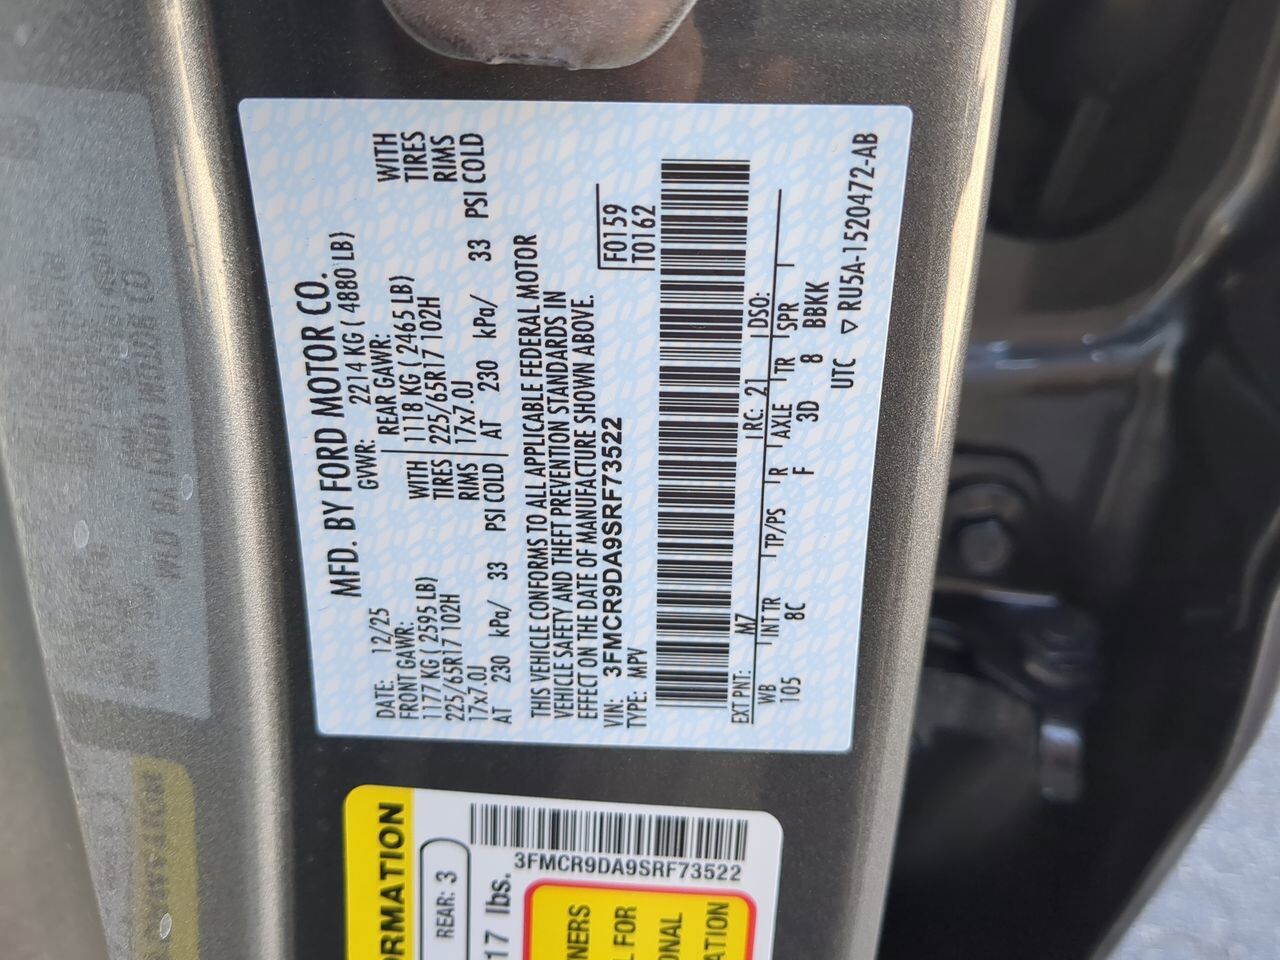 MFD. BY FORD MOTOR CO.
DATE: 12/25
GVWR: 2214 KG ( 4880 LB)
FRONT GAWR:
REAR GAWR:
1177 KG ( 2595 LB)
WITH
1118 KG ( 2465 LB)
WITH
225/65R17 102H
TIRES
225/65R17 102H
TIRES
17x7.0J
RIMS
17x7.0J
RIMS
AT 230 kPa/ 33 PSI COLD
AT 230 kPa/ 33 PSI COLD
THIS VEHICLE CONFORMS TO ALL APPLICABLE FEDERAL MOTOR
VEHICLE SAFETY AND THEFT PREVENTION STANDARDS IN
EFFECT ON THE DATE OF MANUFACTURE SHOWN ABOVE.
VIN: 3FMCR9DA9SRF73522
F0159
TYPE: MPV
T0162
EXT PNT: M7 RC: 21 DSO:
WB INT TR TP/PS R AXLE TR SPR
105 8C F 3D 8 BBKK
UTC ▽ RU5A-1520472-AB
ORMATION
REAR: 3
17 lbs.
3FMCR9DA9SRF73522
NERS
L FOR
ONAL
ATION